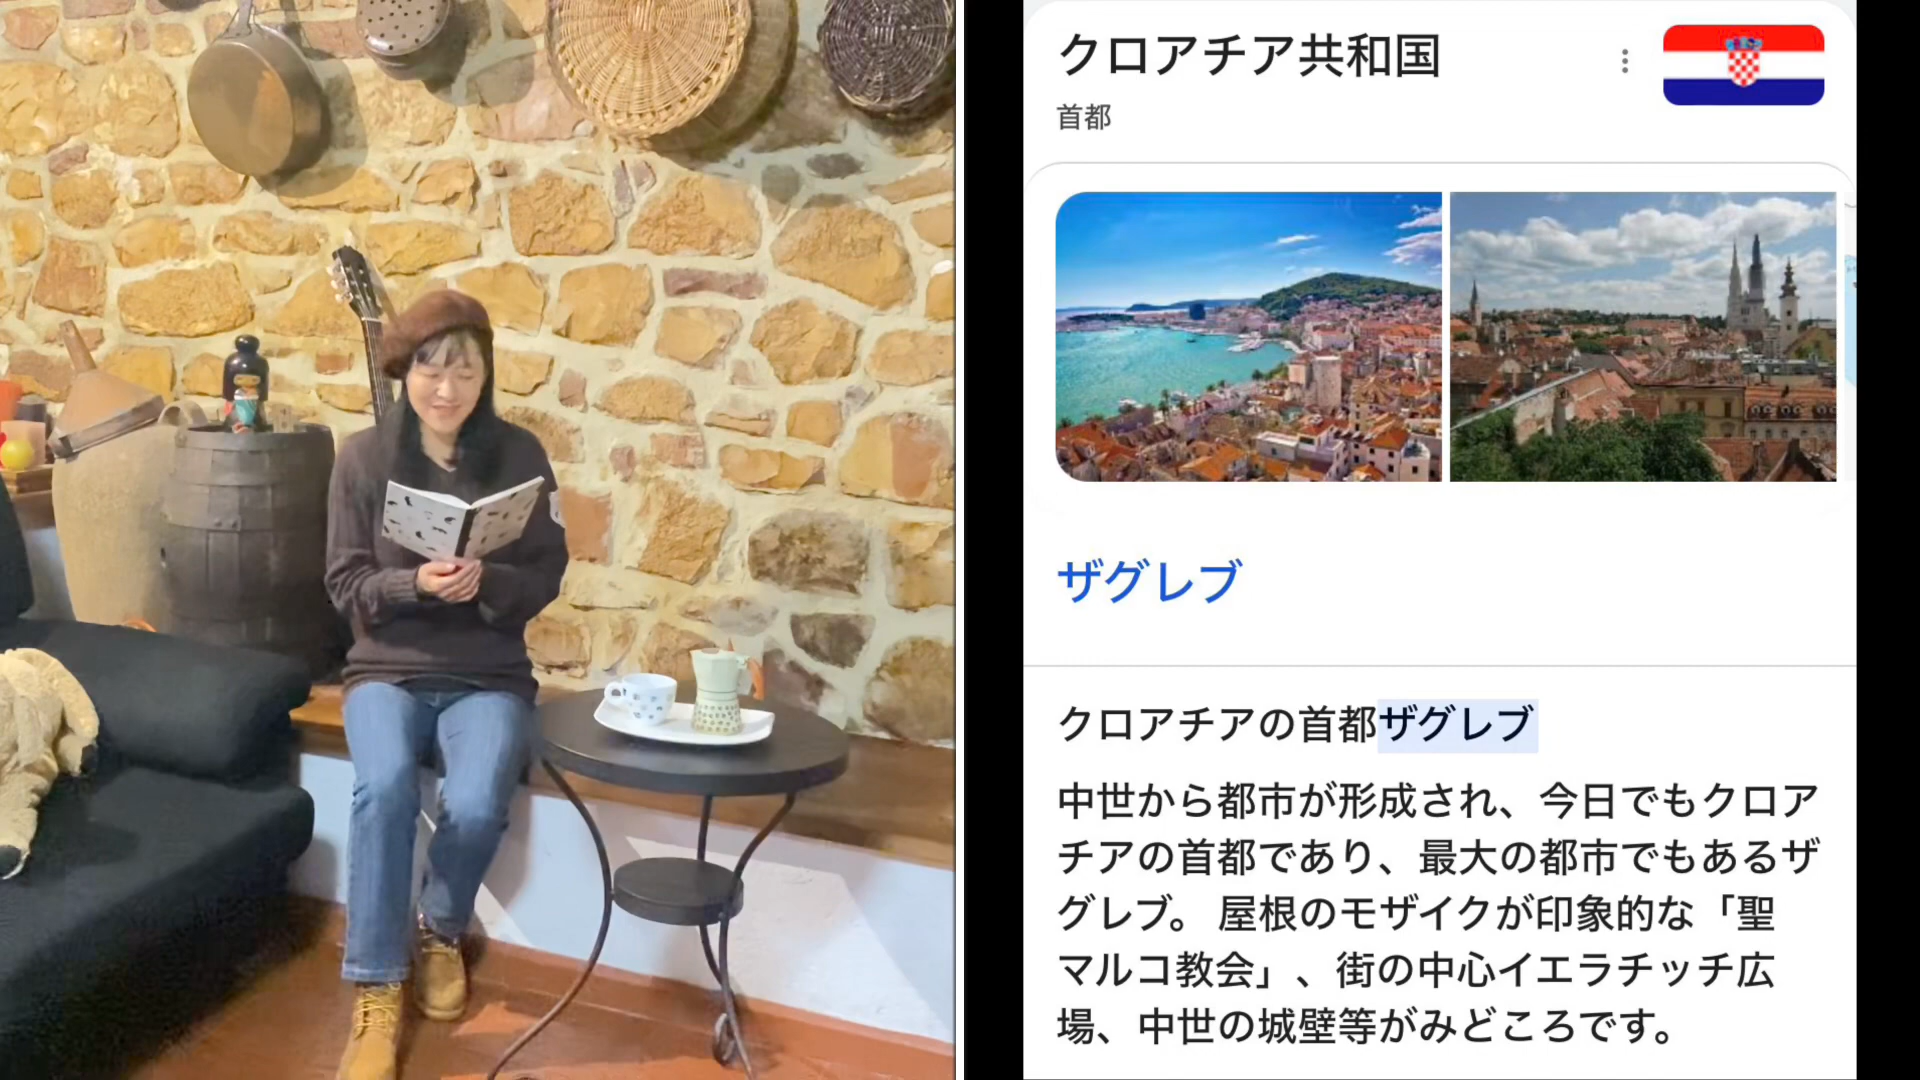 クロアチア共和国
首都
ザグレブ
クロアチアの首都ザグレブ
中世から都市が形成され、今日でもクロア
チアの首都であり、最大の都市でもあるザ
グレブ。 屋根のモザイクが印象的な「聖
マルコ教会」、街の中心イエラチッチ広
場、中世の城壁等がみどころです。